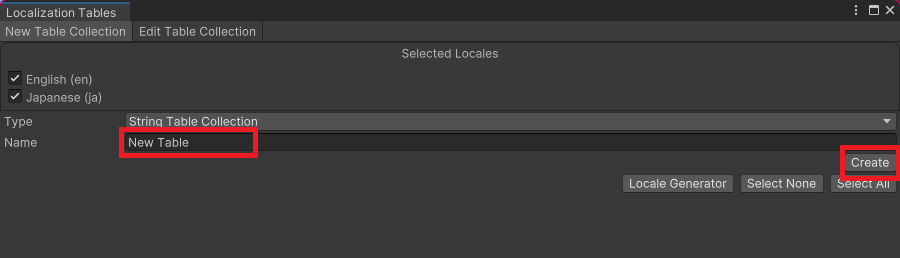 Localization Tables
New Table Collection Edit Table Collection
Selected Locales
English (en)
Japanese (ja)
Type String Table Collection
Name New Table
Create
Locale Generator Select None Select All